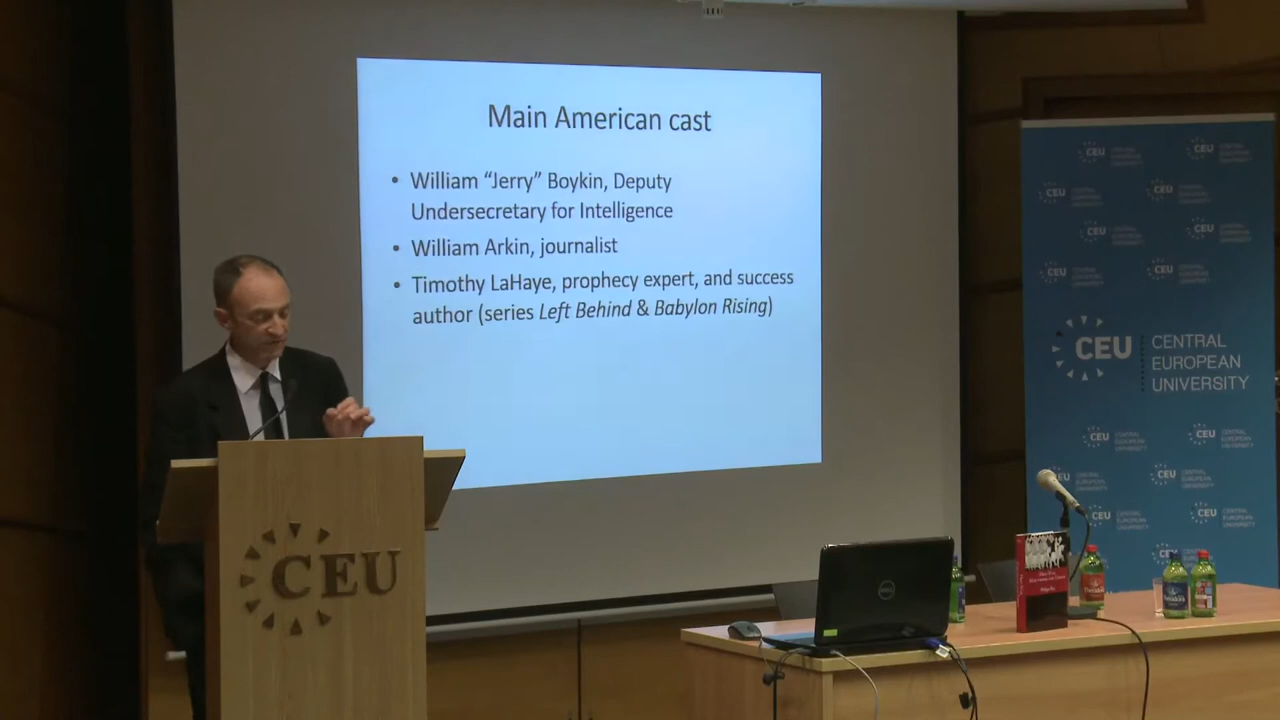 Main American cast
• William “Jerry” Boykin, Deputy
Undersecretary for Intelligence
• William Arkin, journalist
• Timothy LaHaye, prophecy expert, and success
author (series Left Behind & Babylon Rising)
CEU
CEU
CENTRAL
EUROPEAN
UNIVERSITY